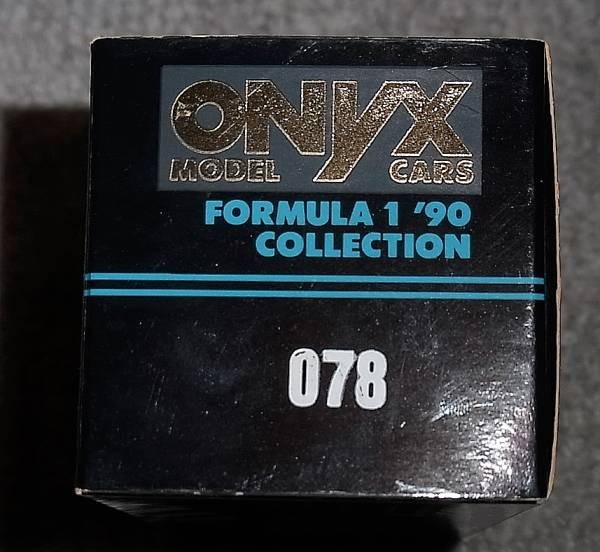 ONYX
MODEL CARS
FORMULA 1 '90
COLLECTION
078